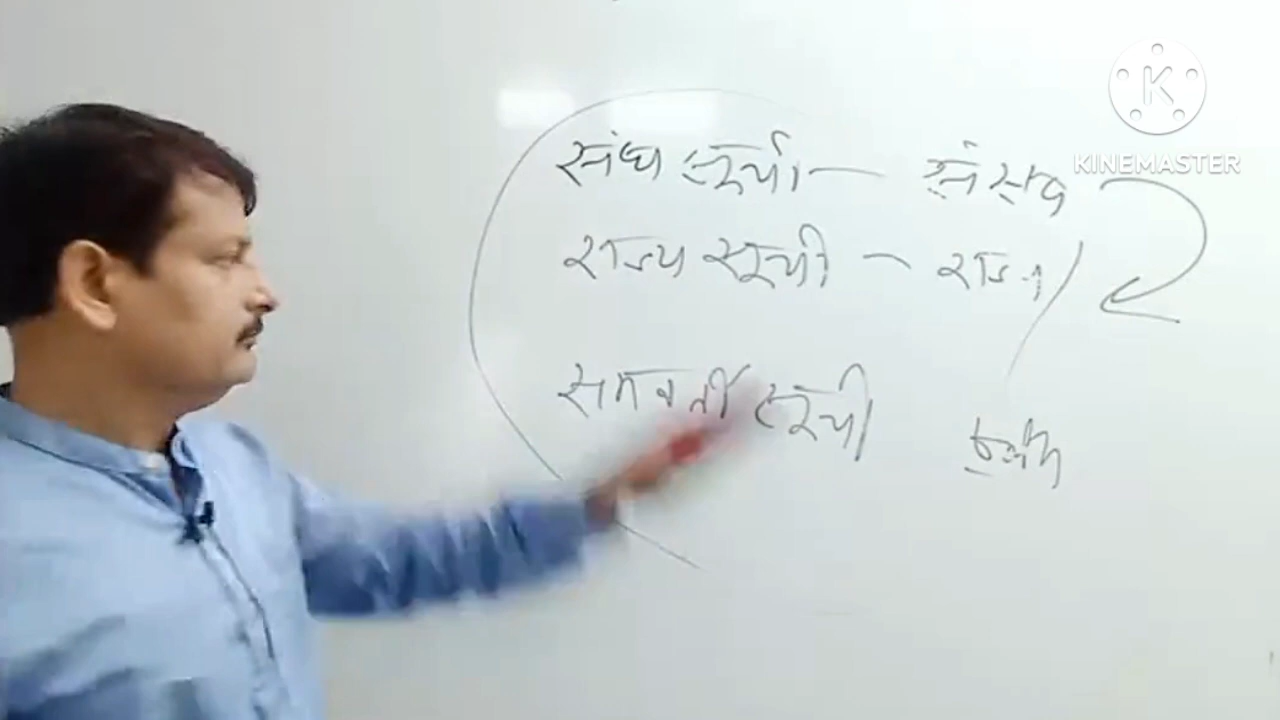 KINEMASTER
संघ सूची — संसद
राज्य सूची — राज्य
समवर्ती सूची